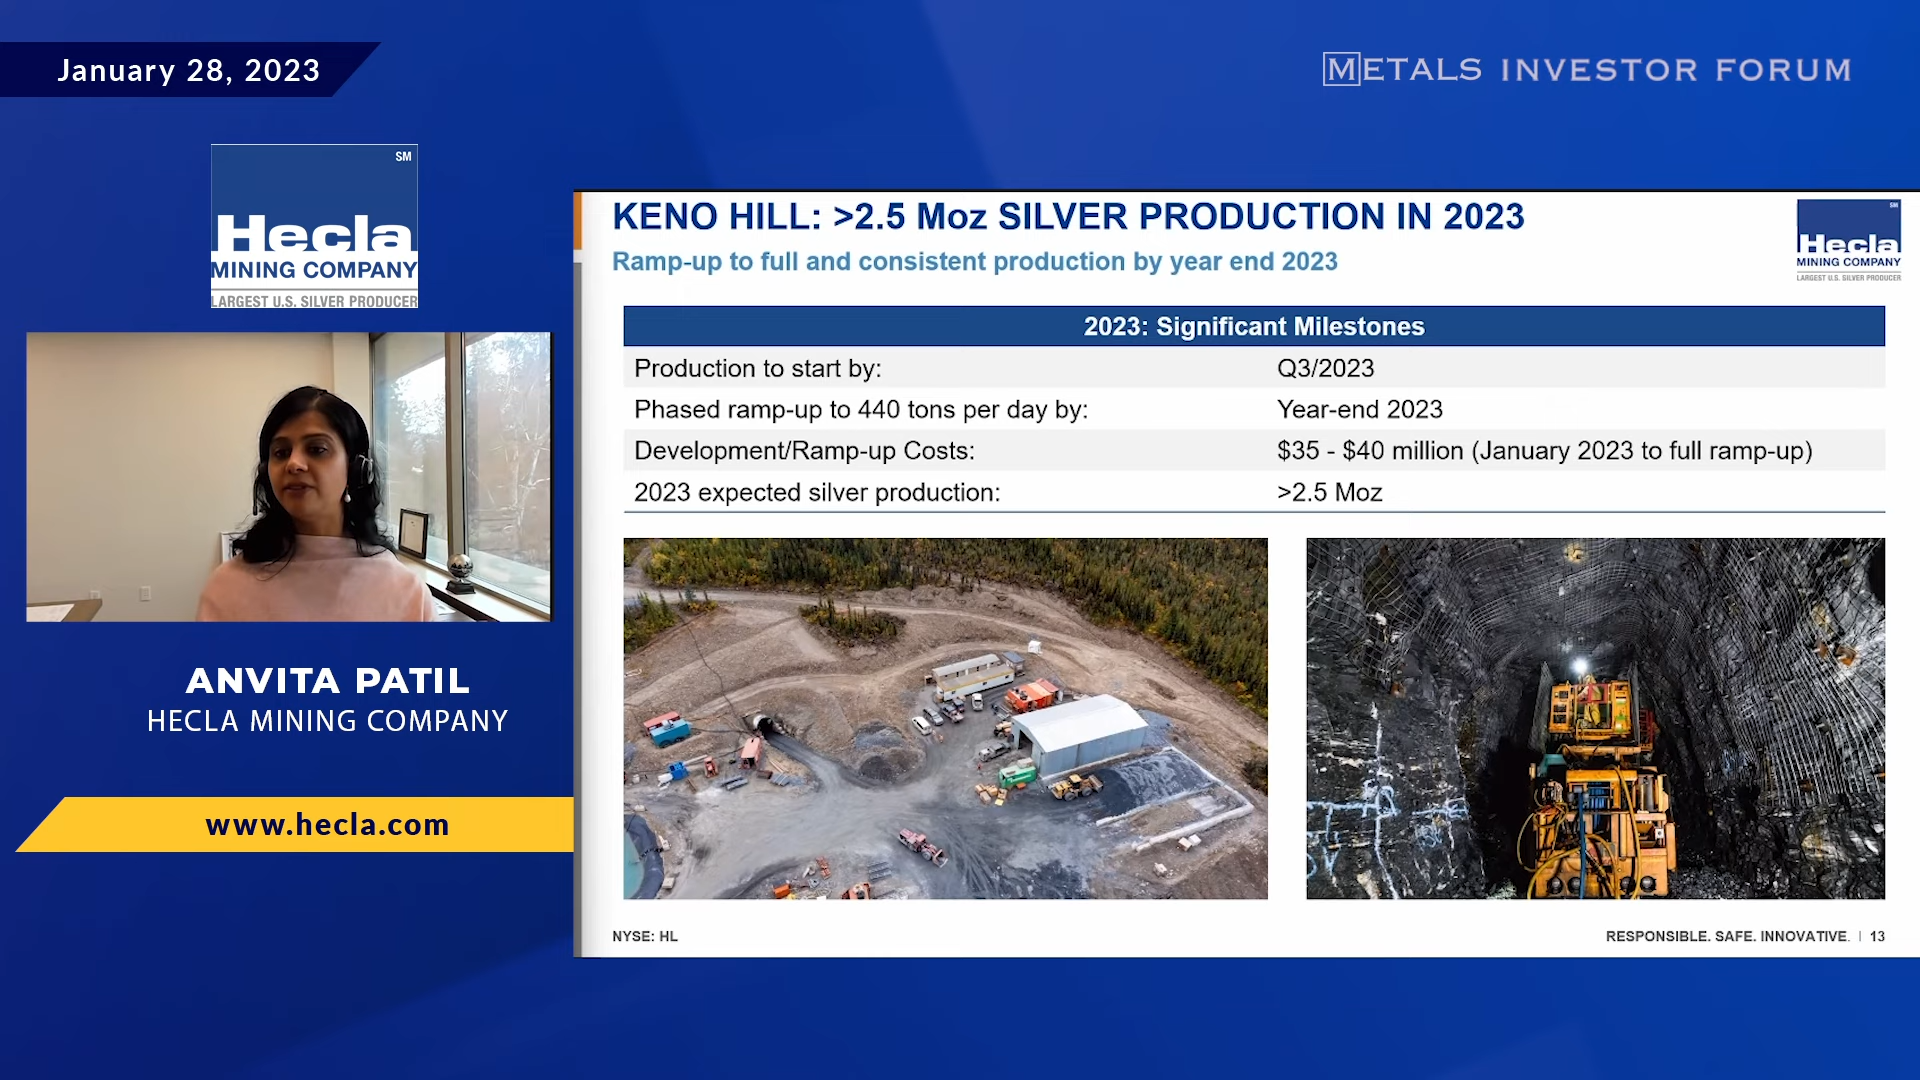 January 28, 2023
METALS INVESTOR FORUM
SM
Hecla
MINING COMPANY
LARGEST U.S. SILVER PRODUCER
ANVITA PATIL
HECLA MINING COMPANY
www.hecla.com
KENO HILL: >2.5 Moz SILVER PRODUCTION IN 2023
Ramp-up to full and consistent production by year end 2023
SM
Hecla
MINING COMPANY
LARGEST U.S. SILVER PRODUCER
2023: Significant Milestones
Production to start by: Q3/2023
Phased ramp-up to 440 tons per day by: Year-end 2023
Development/Ramp-up Costs: $35 - $40 million (January 2023 to full ramp-up)
2023 expected silver production: >2.5 Moz
NYSE: HL
RESPONSIBLE. SAFE. INNOVATIVE. | 13